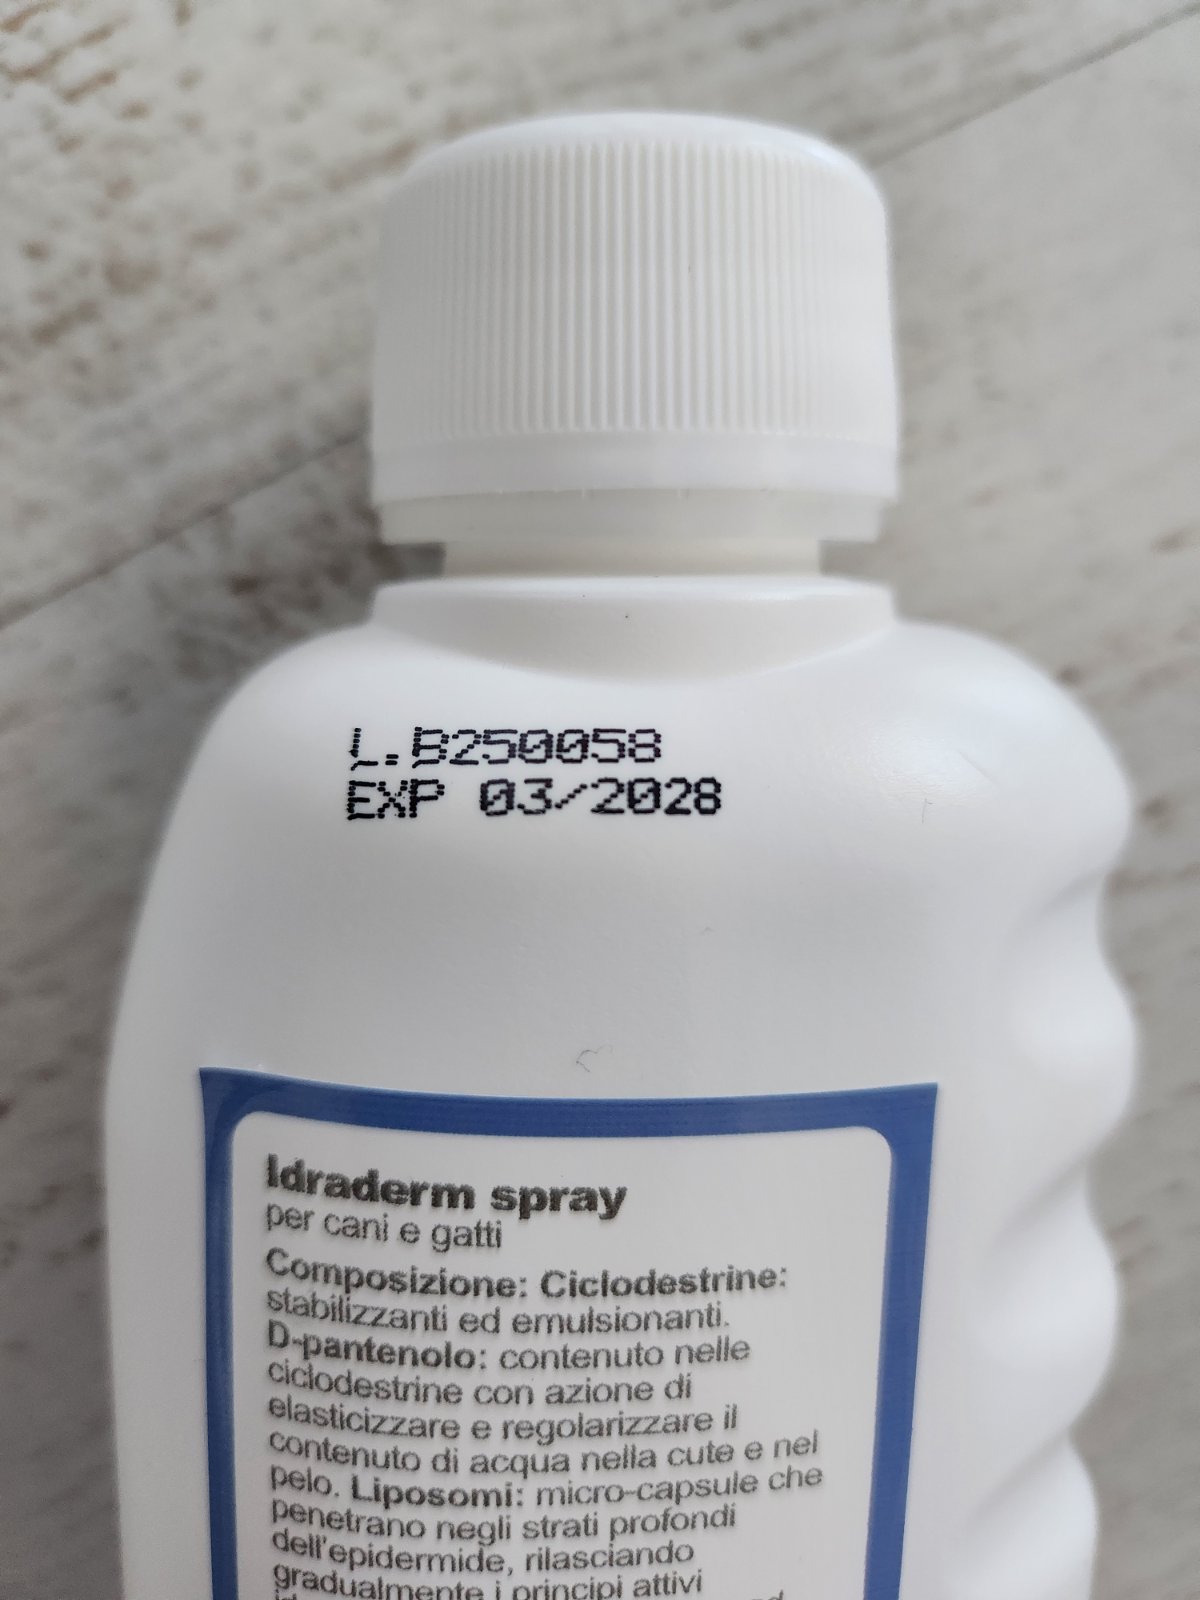 L.B250058
EXP 03/2028
Idraderm spray
per cani e gatti
Composizione: Ciclodestrine:
stabilizzanti ed emulsionanti.
D-pantenolo: contenuto nelle
ciclodestrine con azione di
elasticizzare e regolarizzare il
contenuto di acqua nella cute e nel
pelo. Liposomi: micro-capsule che
penetrano negli strati profondi
dell'epidermide, rilasciando
gradualmente i principi attivi